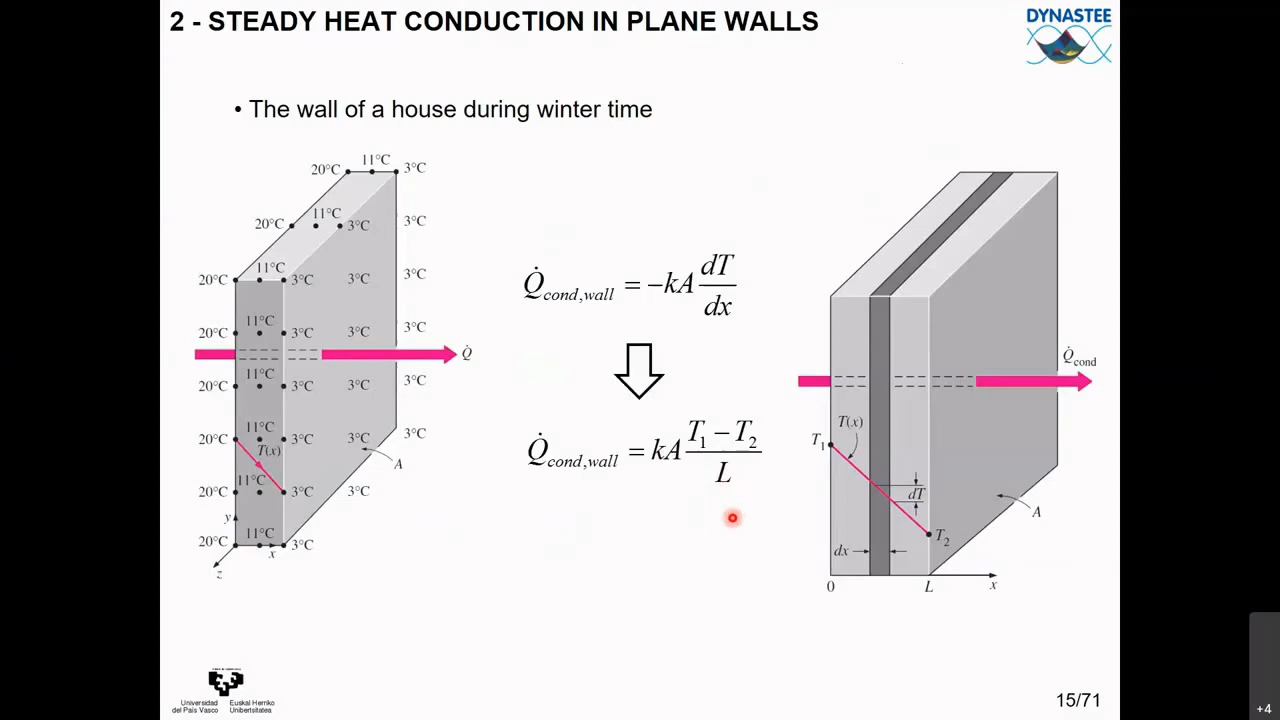 2 - STEADY HEAT CONDUCTION IN PLANE WALLS
DYNASTEE
• The wall of a house during winter time
20°C 11°C 3°C
20°C 11°C 3°C 3°C
20°C 11°C 3°C 3°C 3°C
20°C 11°C 3°C 3°C 3°C
Q̇
20°C 11°C 3°C 3°C 3°C
20°C 11°C 3°C 3°C 3°C
T(x)
A
20°C 11°C 3°C 3°C
y
20°C 11°C 3°C
x
z
Q̇cond,wall = −kA dT/dx
Q̇cond,wall = kA (T1 − T2)/L
Q̇cond
T(x)
T1
dT
A
T2
dx
0 L x
Universidad Euskal Herriko
del País Vasco Unibertsitatea
15/71
+4